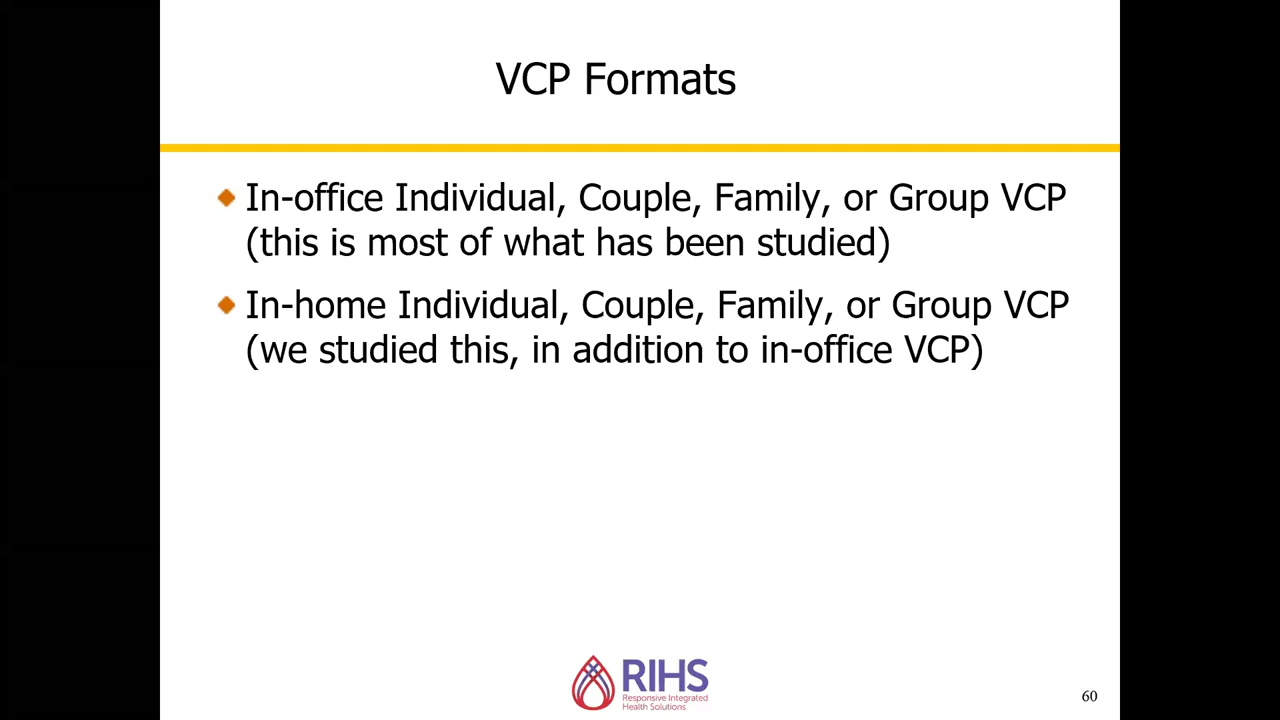 VCP Formats
In-office Individual, Couple, Family, or Group VCP
(this is most of what has been studied)
In-home Individual, Couple, Family, or Group VCP
(we studied this, in addition to in-office VCP)
RIHS
Responsive Integrated
Health Solutions
60